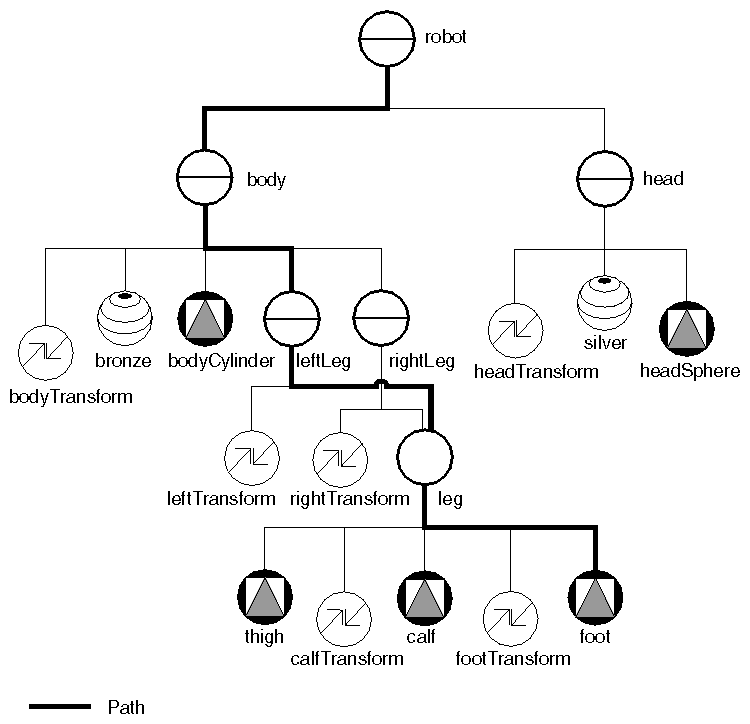 robot
body
head
bronze
bodyCylinder
leftLeg
rightLeg
silver
headTransform
headSphere
bodyTransform
leftTransform
rightTransform
leg
thigh
calf
foot
calfTransform
footTransform
Path